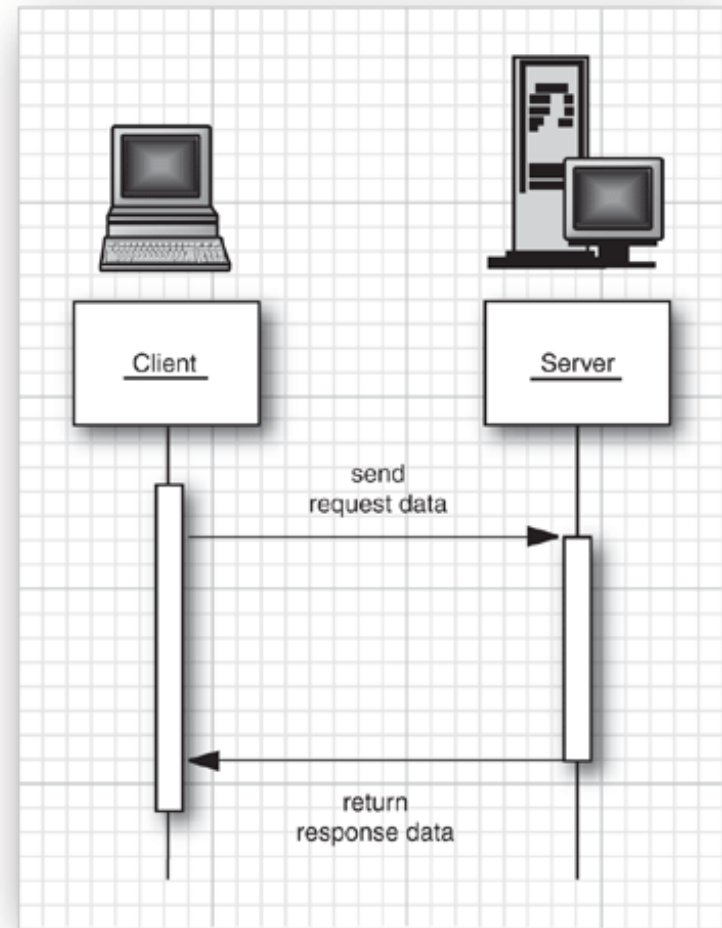 Client
Server
send
request data
return
response data